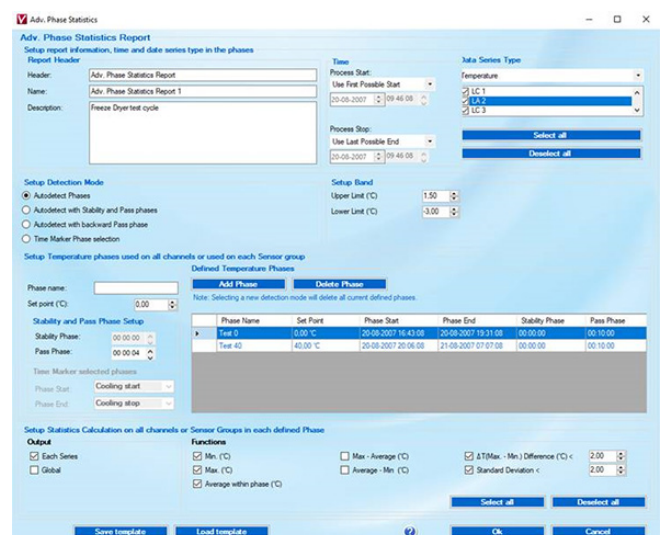 Adv. Phase Statistics
Adv. Phase Statistics Report
Setup report information, time and date series type in the phases
Report Header
Header: Adv. Phase Statistics Report
Name: Adv. Phase Statistics Report 1
Description: Freeze Dryer test cycle
Time
Process Start:
Use First Possible Start
20-08-2007 09:46:08
Process Stop:
Use Last Possible End
20-08-2007 09:46:08
Data Series Type
Temperature
LC 1
LA 2
LC 3
Select all
Deselect all
Setup Detection Mode
Autodetect Phases
Autodetect with Stability and Pass phases
Autodetect with backward Pass phase
Time Marker Phase selection
Setup Band
Upper Limit (°C) 1.50
Lower Limit (°C) -3.00
Setup Temperature phases used on all channels or used on each Sensor group
Phase name:
Set point (°C): 0,00
Stability and Pass Phase Setup
Stability Phase: 00:00:00
Pass Phase: 00:00:04
Time Marker selected phases
Phase Start: Cooling start
Phase End: Cooling stop
Defined Temperature Phases
Add Phase Delete Phase
Note: Selecting a new detection mode will delete all current defined phases.
Phase Name Set Point Phase Start Phase End Stability Phase Pass Phase
Test 0 0,00 °C 20-08-2007 16:43:08 20-08-2007 19:31:08 00:00:00 00:10:00
Test 40 40,00 °C 20-08-2007 20:06:08 21-08-2007 07:07:08 00:00:00 00:10:00
Setup Statistics Calculation on all channels or Sensor Groups in each defined Phase
Output
Each Series
Global
Functions
Min. (°C) Max - Average (°C) ΔT(Max. - Min.) Difference (°C) < 2.00
Max. (°C) Average - Min (°C) Standard Deviation < 2.00
Average within phase (°C)
Select all Deselect all
Save template Load template ? Ok Cancel